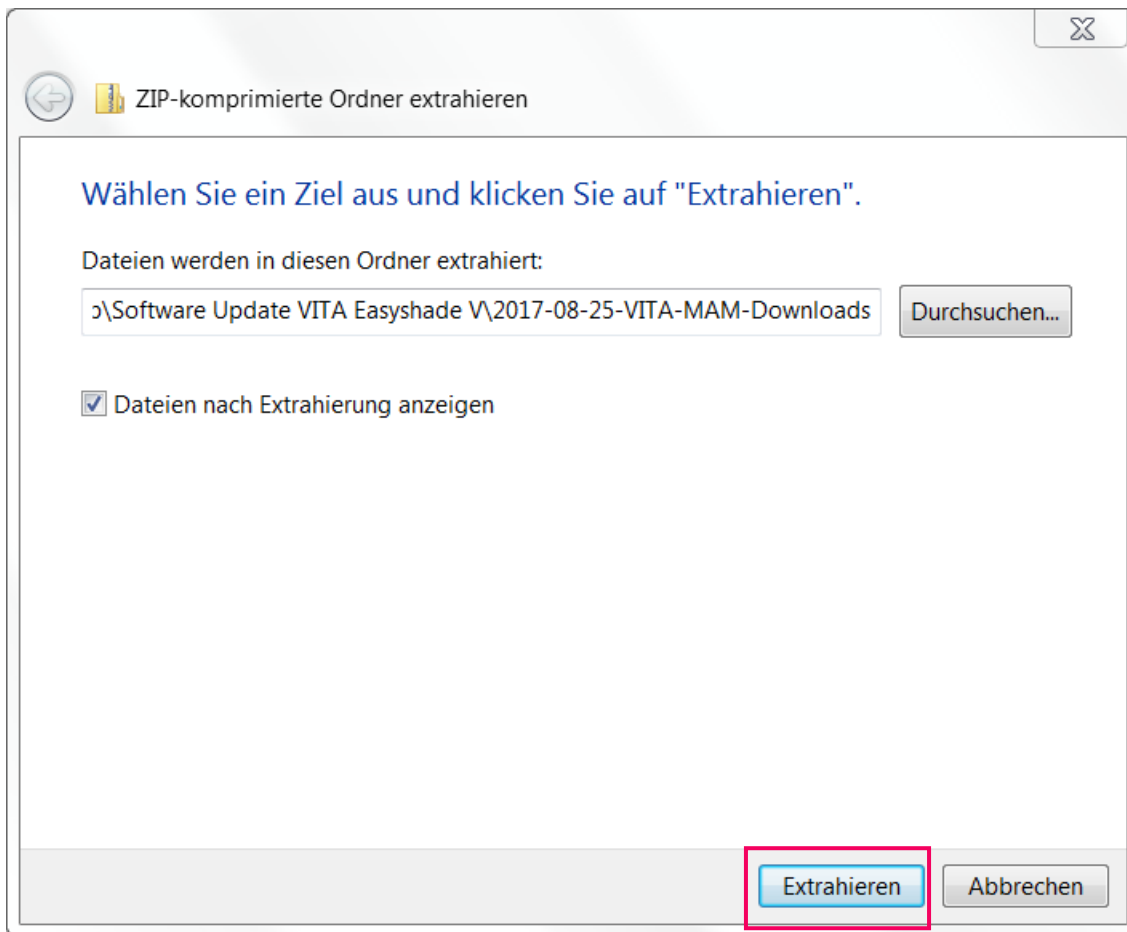 ZIP-komprimierte Ordner extrahieren
Wählen Sie ein Ziel aus und klicken Sie auf "Extrahieren".
Dateien werden in diesen Ordner extrahiert:
\Software Update VITA Easyshade V\2017-08-25-VITA-MAM-Downloads
Durchsuchen...
Dateien nach Extrahierung anzeigen
Extrahieren
Abbrechen